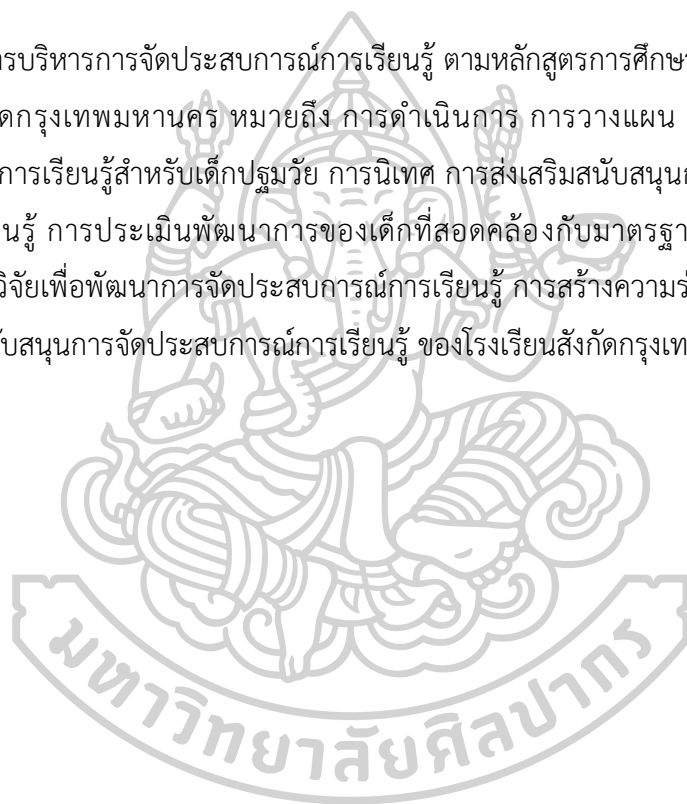 ารบริหารการจัดประสบการณ์การเรียนรู้ ตามหลักสูตรการศึกษา
ดกรุงเทพมหานคร หมายถึง การดำเนินการ การวางแผน
การเรียนรู้สำหรับเด็กปฐมวัย การนิเทศ การส่งเสริมสนับสนุนก
นรู้ การประเมินพัฒนาการของเด็กที่สอดคล้องกับมาตรฐา
วิจัยเพื่อพัฒนาการจัดประสบการณ์การเรียนรู้ การสร้างความร่
ับสนุนการจัดประสบการณ์การเรียนรู้ ของโรงเรียนสังกัดกรุงเท
มหาวิทยาลัยศิลปากร